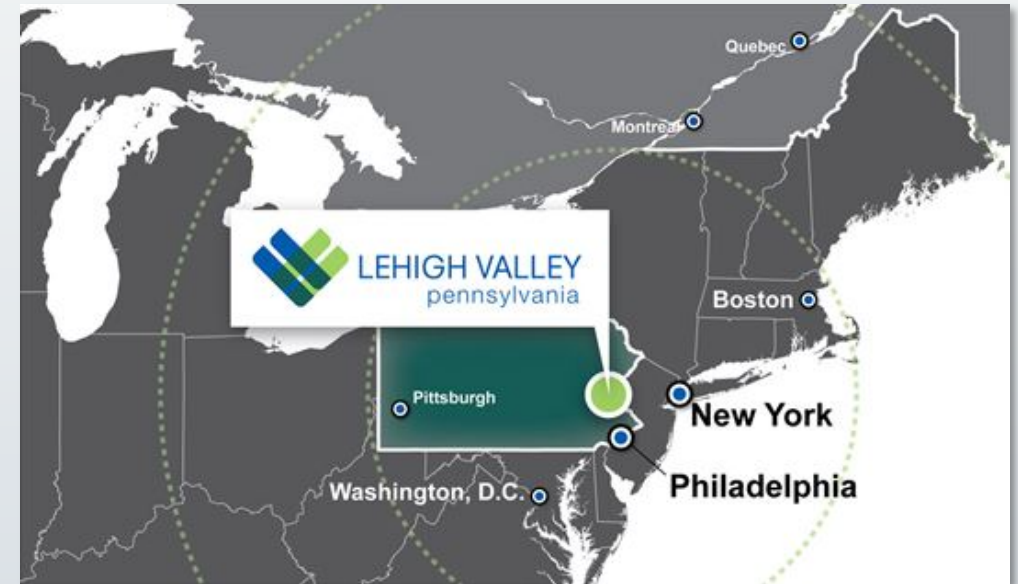 Quebec
Montreal
LEHIGH VALLEY
pennsylvania
Boston
Pittsburgh
New York
Philadelphia
Washington, D.C.